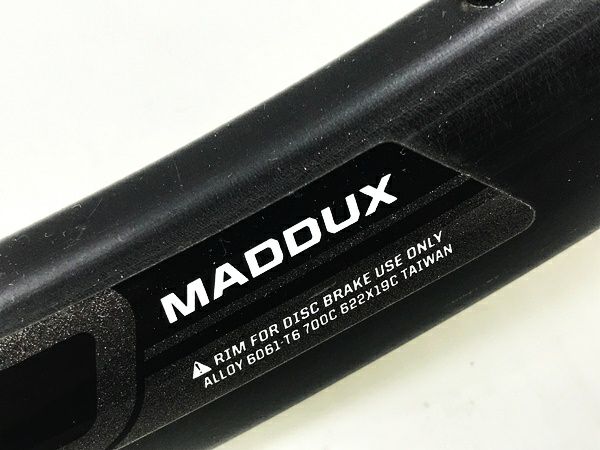 MADDUX
⚠ RIM FOR DISC BRAKE USE ONLY
ALLOY 6061-T6 700C 622X19C TAIWAN